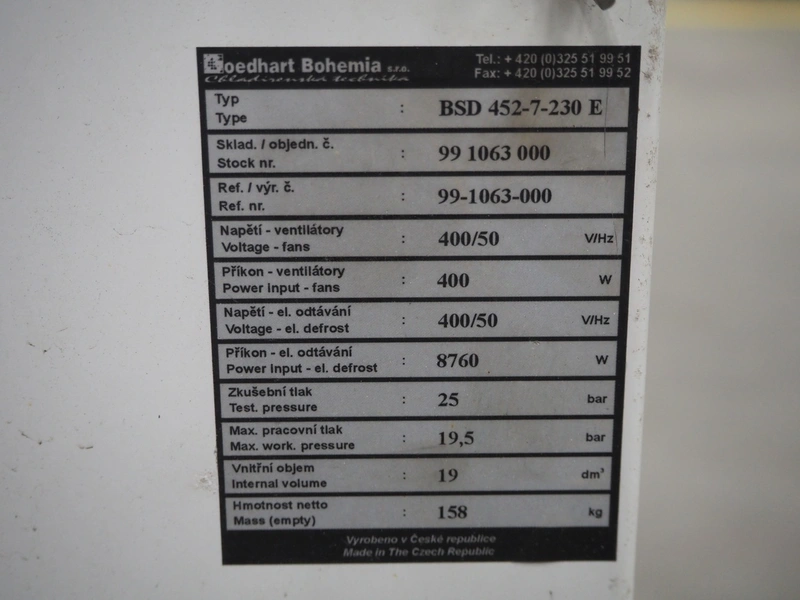 Goedhart Bohemia s.r.o.
Chladírenská technika
Tel.: + 420 (0)325 51 99 51
Fax: + 420 (0)325 51 99 52
Typ
Type : BSD 452-7-230 E
Sklad. / objedn. č.
Stock nr. : 99 1063 000
Ref. / výr. č.
Ref. nr. : 99-1063-000
Napětí - ventilátory
Voltage - fans : 400/50 V/Hz
Příkon - ventilátory
Power input - fans : 400 W
Napětí - el. odtávání
Voltage - el. defrost : 400/50 V/Hz
Příkon - el. odtávání
Power input - el. defrost : 8760 W
Zkušební tlak
Test. pressure : 25 bar
Max. pracovní tlak
Max. work. pressure : 19,5 bar
Vnitřní objem
Internal volume : 19 dm³
Hmotnost netto
Mass (empty) : 158 kg
Vyrobeno v České republice
Made in The Czech Republic